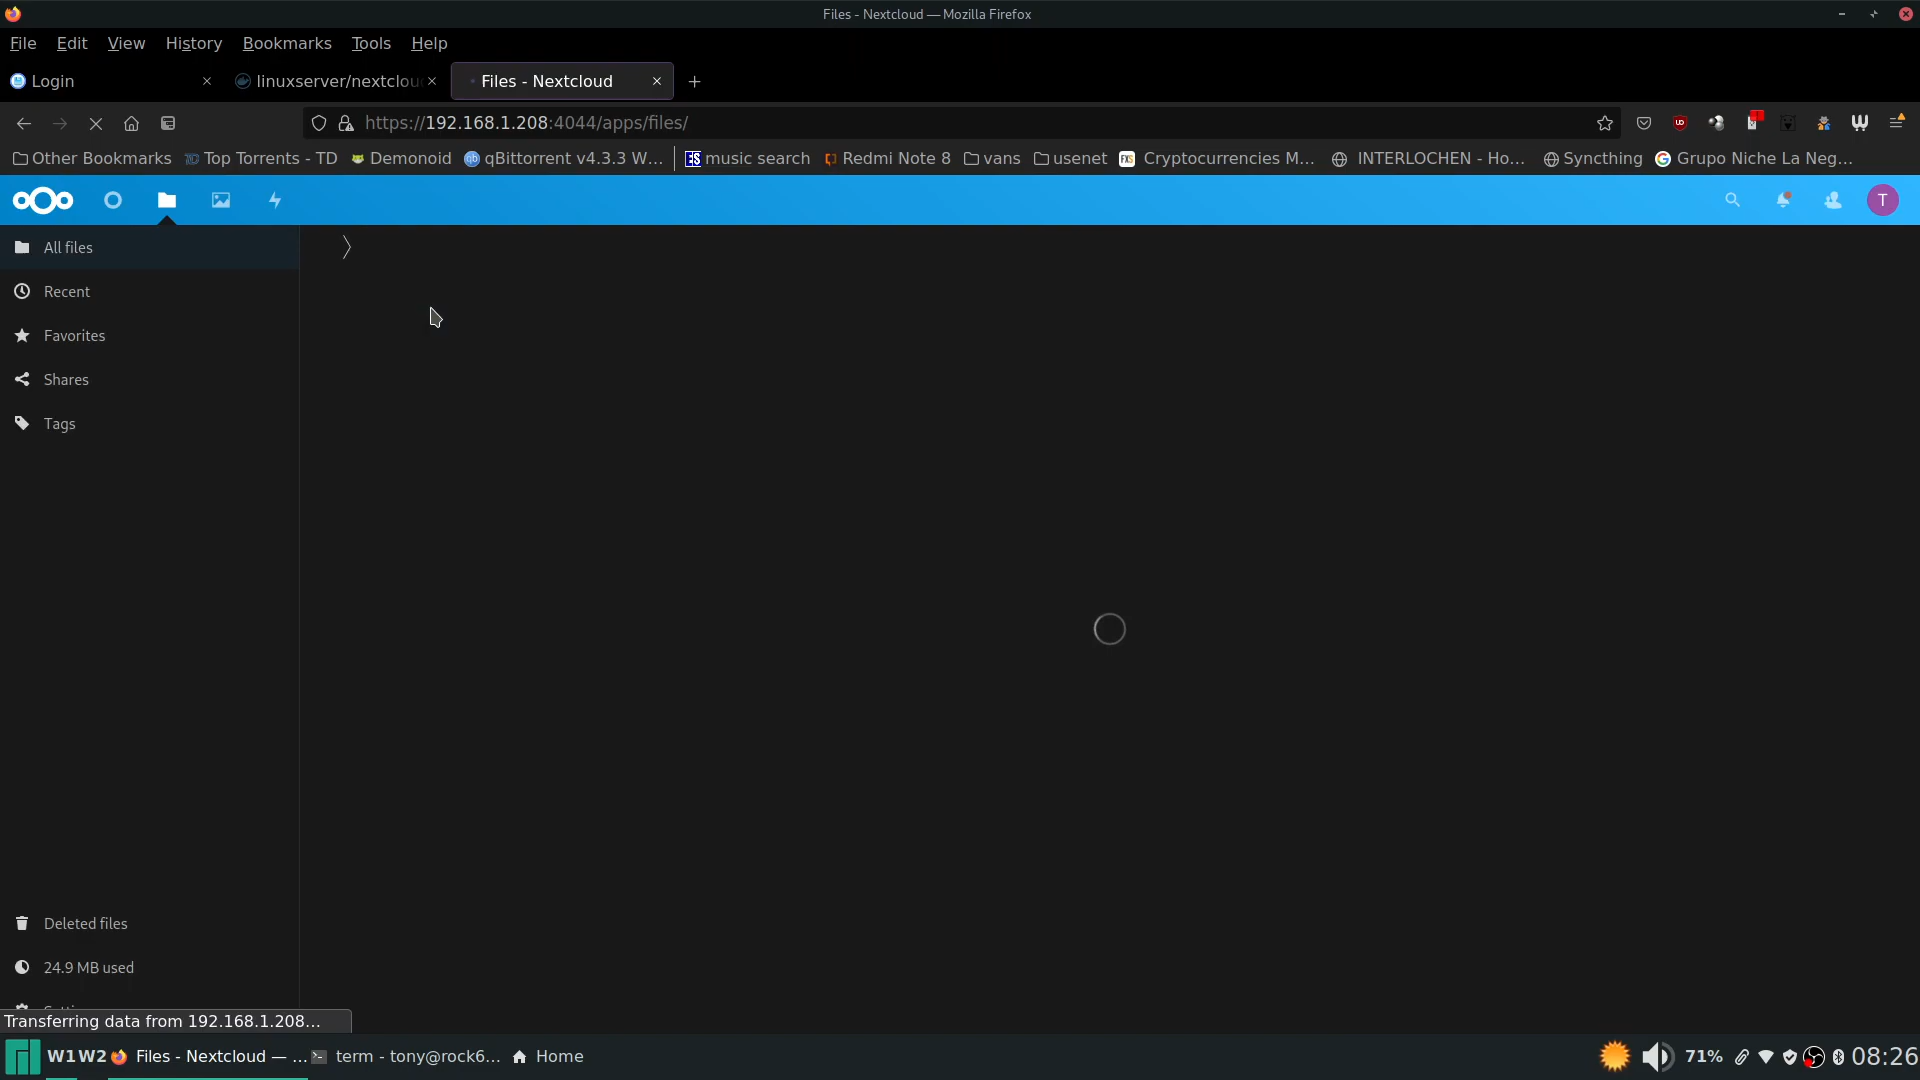 Files - Nextcloud — Mozilla Firefox
File Edit View History Bookmarks Tools Help
Login linuxserver/nextclou Files - Nextcloud
https://192.168.1.208:4044/apps/files/
Other Bookmarks Top Torrents - TD Demonoid qBittorrent v4.3.3 W... music search Redmi Note 8 vans usenet Cryptocurrencies M... INTERLOCHEN - Ho... Syncthing Grupo Niche La Neg...
T
All files
Recent
Favorites
Shares
Tags
Deleted files
24.9 MB used
Transferring data from 192.168.1.208...
W1 W2 Files - Nextcloud — ... term - tony@rock6... Home 71% 08:26